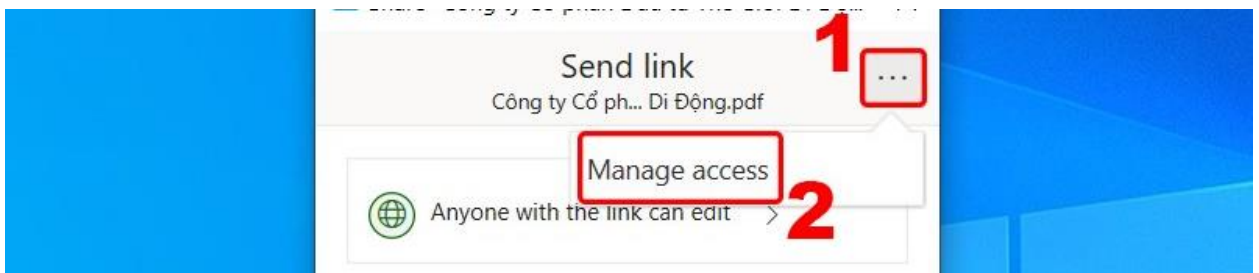 1
Send link
...
Công ty Cổ ph... Di Động.pdf
Manage access
Anyone with the link can edit >
2